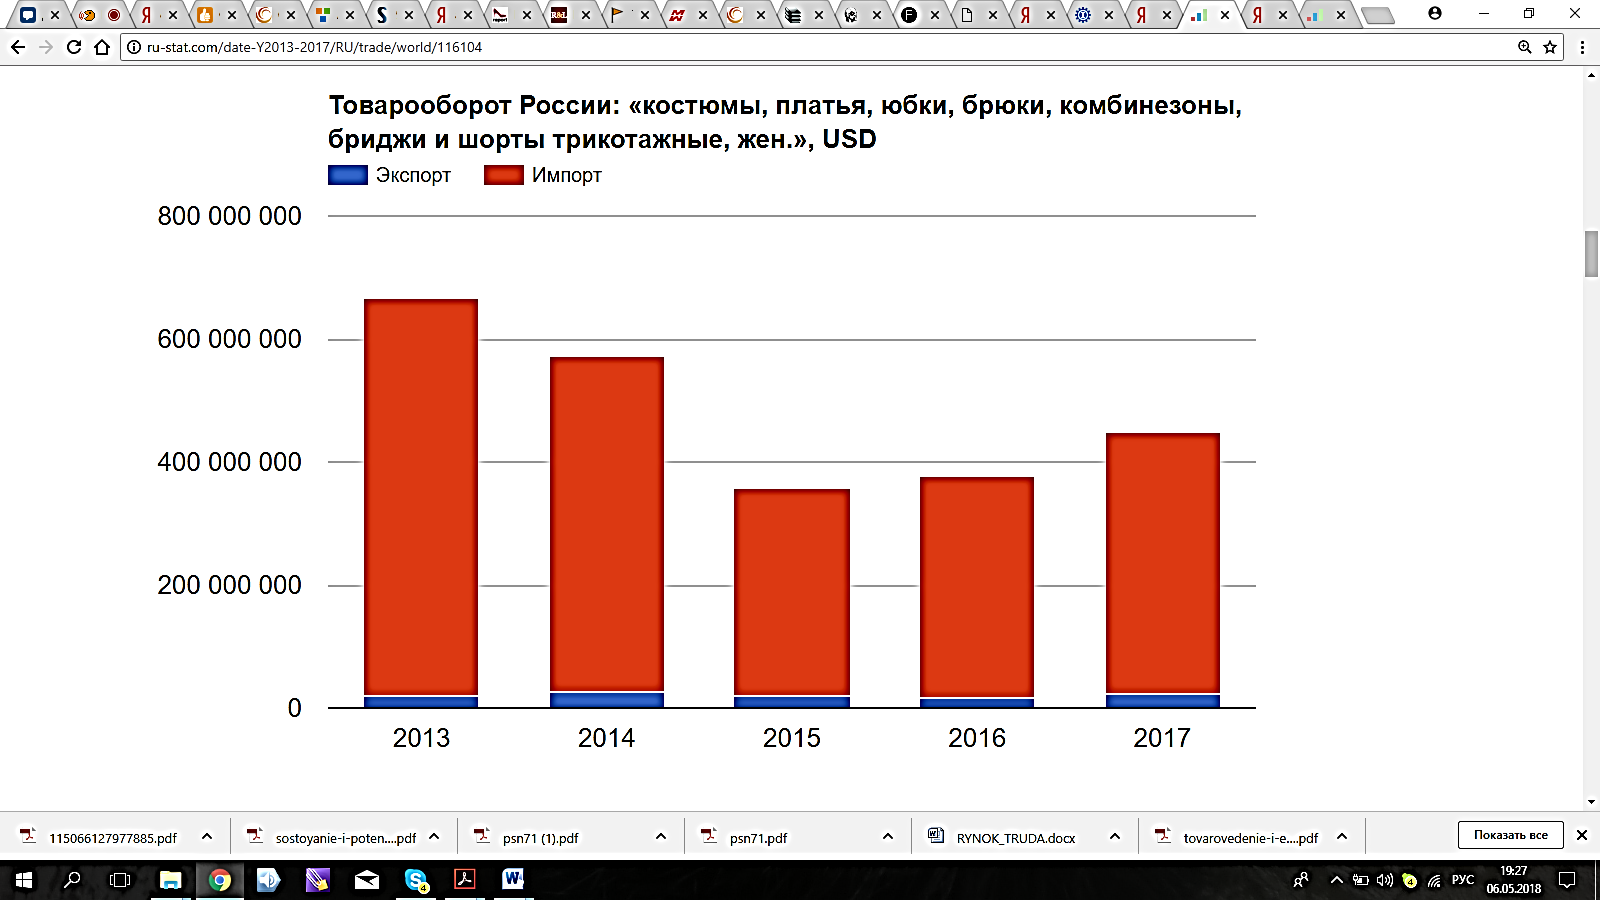 ru-stat.com/date-Y2013-2017/RU/trade/world/116104
Товарооборот России: «костюмы, платья, юбки, брюки, комбинезоны,
бриджи и шорты трикотажные, жен.», USD
Экспорт Импорт
800 000 000
600 000 000
400 000 000
200 000 000
0
2013 2014 2015 2016 2017
115066127977885.pdf sostoyanie-i-poten....pdf psn71 (1).pdf psn71.pdf RYNOK_TRUDA.docx tovarovedenie-i-e....pdf Показать все
РУС
19:27
06.05.2018